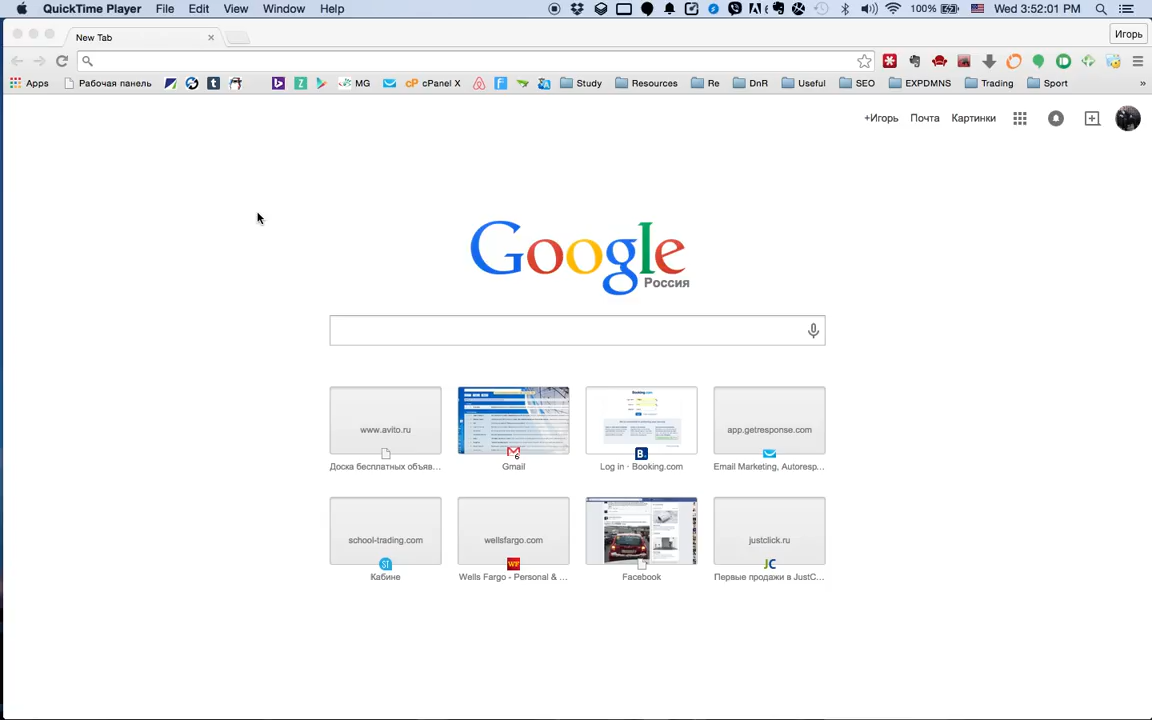 QuickTime Player File Edit View Window Help 100% Wed 3:52:01 PM
New Tab Игорь
Apps Рабочая панель MG cPanel X Study Resources Re DnR Useful SEO EXPDMNS Trading Sport »
+Игорь Почта Картинки
Google
Россия
www.avito.ru Booking.com app.getresponse.com
Доска бесплатных объяв... Gmail Log in · Booking.com Email Marketing, Autoresp...
school-trading.com wellsfargo.com justclick.ru
Кабине Wells Fargo - Personal & ... Facebook Первые продажи в JustC...